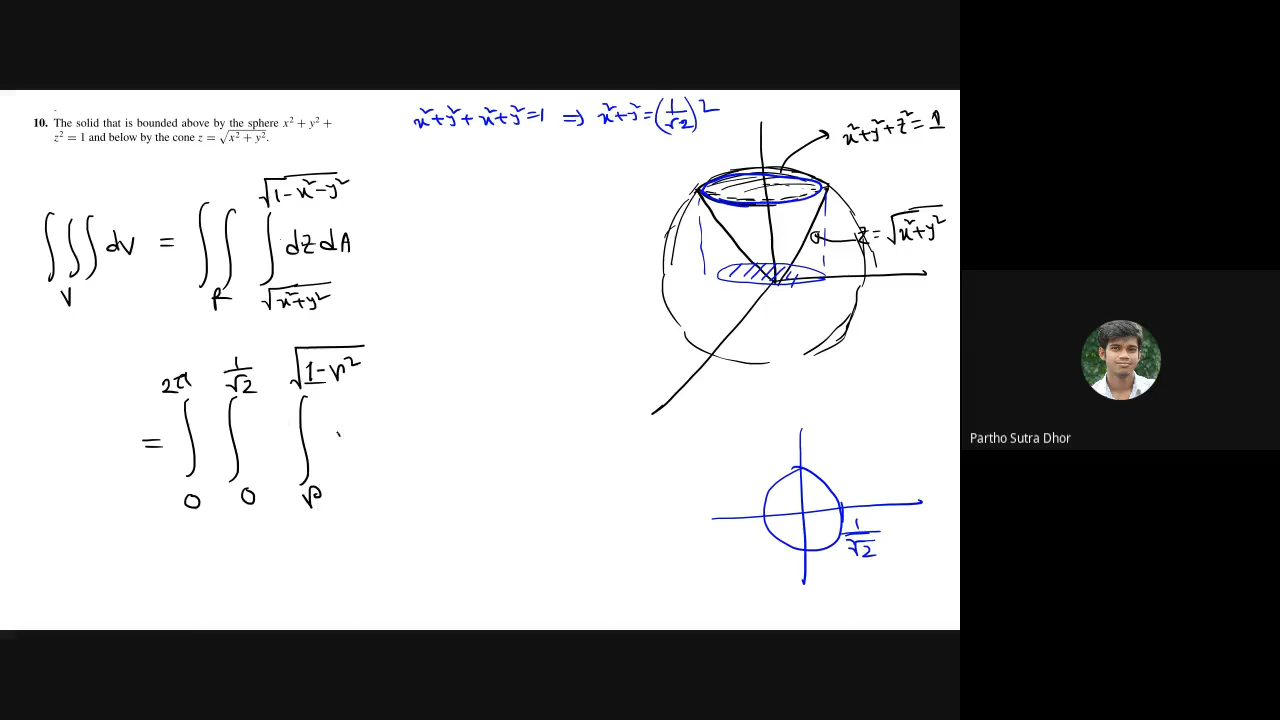 10. The solid that is bounded above by the sphere x² + y² +
z² = 1 and below by the cone z = √(x² + y²).
x²+y²+x²+y²=1 ⇒ x²+y²=(1/√2)²
x²+y²+z²=1
z=√(x²+y²)
∭_V dV = ∬_R ∫_{√(x²+y²)}^{√(1-x²-y²)} dz dA
= ∫_0^{2π} ∫_0^{1/√2} ∫_r^{√(1-r²)}
1/√2
Partho Sutra Dhor